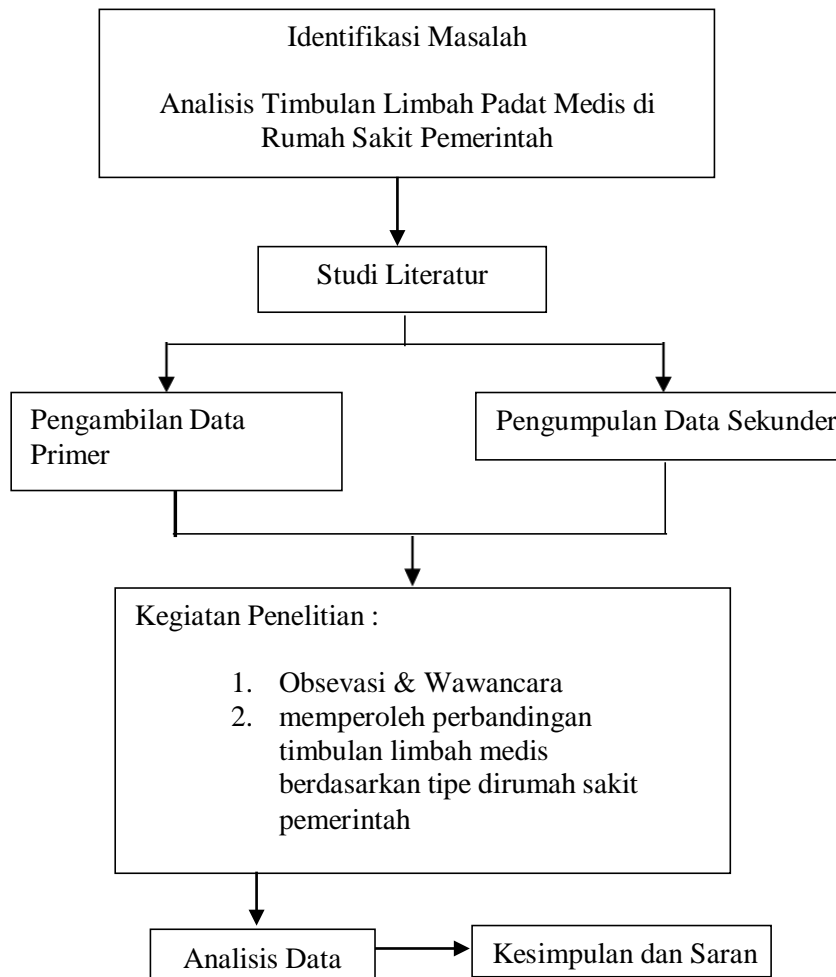 Identifikasi Masalah
Analisis Timbulan Limbah Padat Medis di
Rumah Sakit Pemerintah
Studi Literatur
Pengambilan Data
Primer
Pengumpulan Data Sekunder
Kegiatan Penelitian :
1. Obsevasi & Wawancara
2. memperoleh perbandingan
timbulan limbah medis
berdasarkan tipe dirumah sakit
pemerintah
Analisis Data
Kesimpulan dan Saran